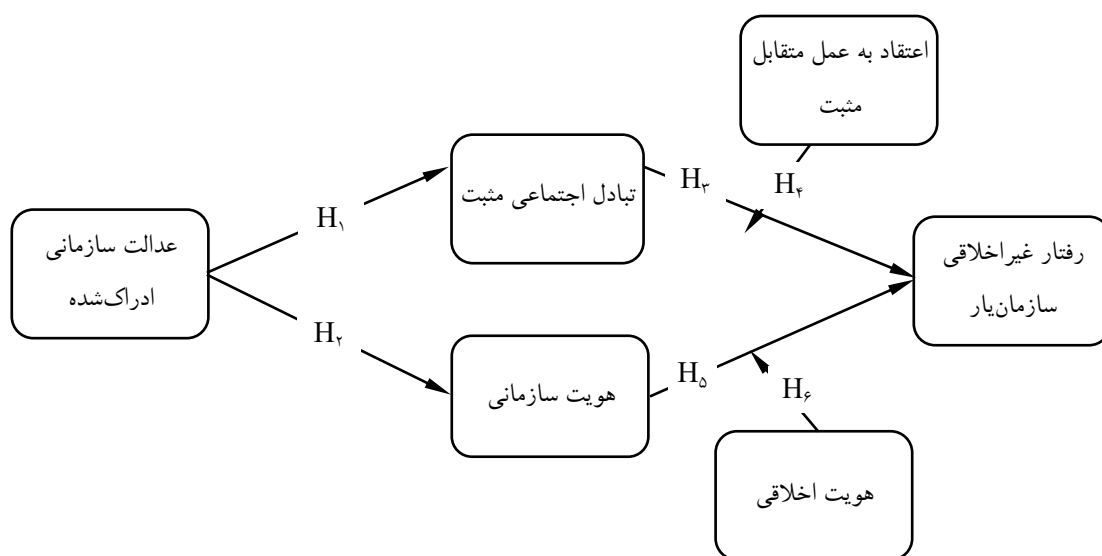 اعتقاد به عمل متقابل
مثبت
H۴
H۳
تبادل اجتماعی مثبت
H۱
عدالت سازمانی
ادراک‌شده
رفتار غیراخلاقی
سازمان‌یار
H۲
هویت سازمانی
H۵
H۶
هویت اخلاقی